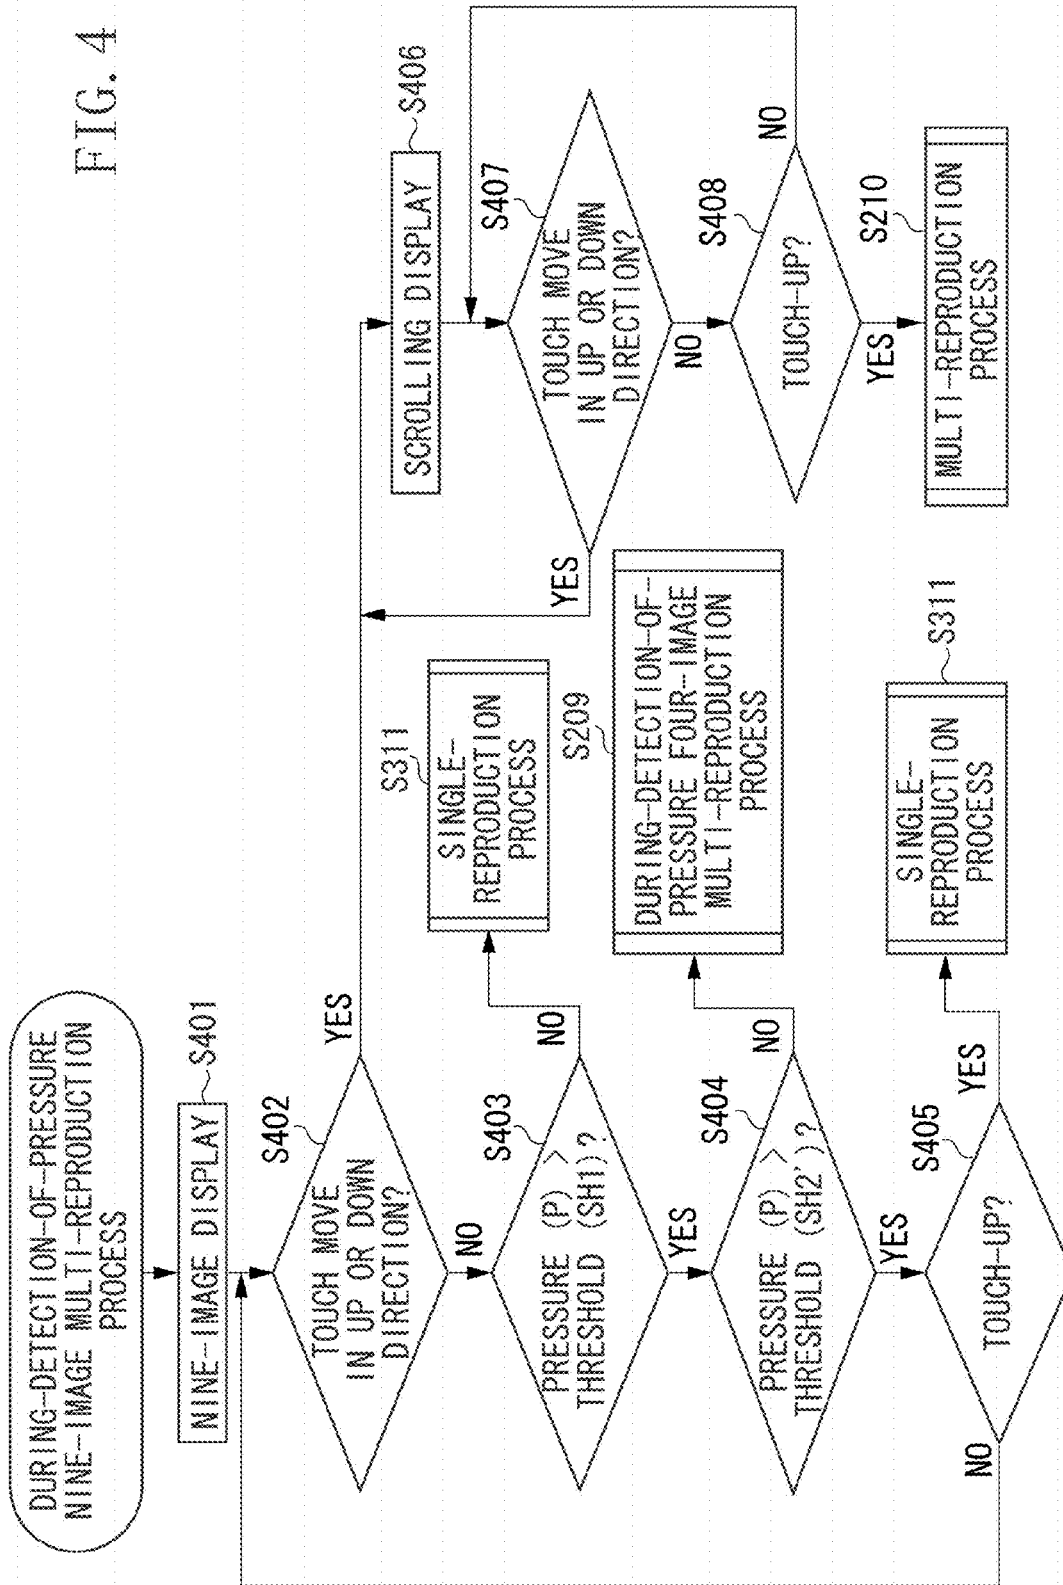 FIG. 4
DURING-DETECTION-OF-PRESSURE
NINE-IMAGE MULTI-REPRODUCTION
PROCESS
NINE-IMAGE DISPLAY
S401
S402
TOUCH MOVE
IN UP OR DOWN
DIRECTION?
YES
NO
S403
PRESSURE (P) >
THRESHOLD (SH1)?
NO
YES
S311
SINGLE-
REPRODUCTION
PROCESS
S404
PRESSURE (P) >
THRESHOLD (SH2')?
NO
YES
S209
DURING-DETECTION-OF-
PRESSURE FOUR-IMAGE
MULTI-REPRODUCTION
PROCESS
S405
TOUCH-UP?
YES
NO
S311
SINGLE-
REPRODUCTION
PROCESS
S406
SCROLLING DISPLAY
S407
TOUCH MOVE
IN UP OR DOWN
DIRECTION?
YES
NO
S408
TOUCH-UP?
NO
YES
S210
MULTI-REPRODUCTION
PROCESS